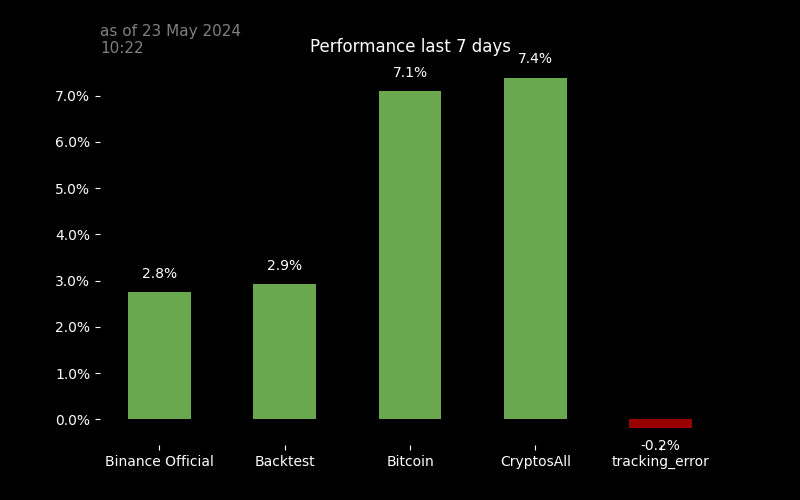 as of 23 May 2024
10:22
Performance last 7 days
7.4%
7.1%
7.0%
6.0%
5.0%
4.0%
3.0%
2.9%
2.8%
2.0%
1.0%
0.0%
-0.2%
Binance Official
Backtest
Bitcoin
CryptosAll
tracking_error